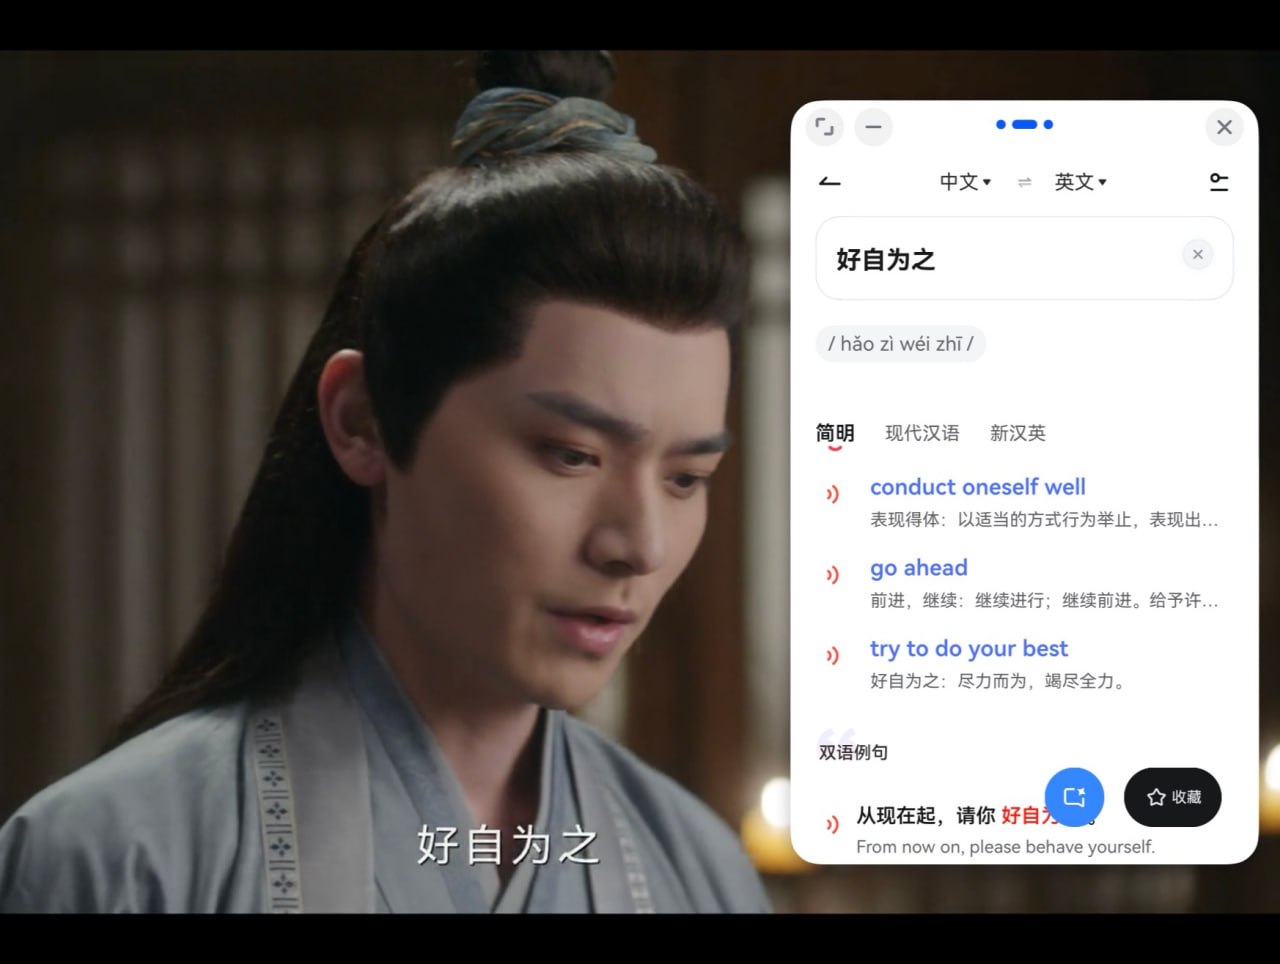 中文 ⇌ 英文
好自为之
/ hǎo zì wéi zhī /
简明 现代汉语 新汉英
conduct oneself well
表现得体：以适当的方式行为举止，表现出...
go ahead
前进，继续：继续进行；继续前进。给予许...
try to do your best
好自为之：尽力而为，竭尽全力。
双语例句
收藏
从现在起，请你 好自为
From now on, please behave yourself.
好自为之